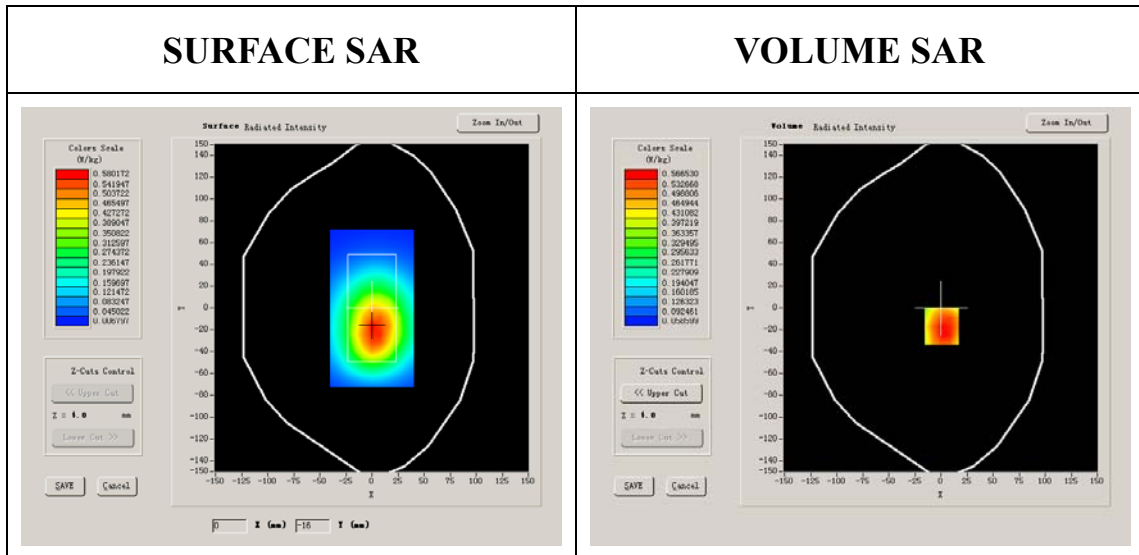 SURFACE SAR
VOLUME SAR
Surface Radiated Intensity
Zoom In/Out
Colors Scale
(W/kg)
0.580172
0.541947
0.503722
0.465497
0.427272
0.389047
0.350822
0.312597
0.274372
0.236147
0.197922
0.159697
0.121472
0.083247
0.045022
0.006797
150
140
120
100
80
60
40
20
0
-20
-40
-60
-80
-100
-120
-140
-150
Y
-150 -125 -100 -75 -50 -25 0 25 50 75 100 125 150
X
Z-Cuts Control
<< Upper Cut
Z = mm
Lower Cut >>
SAVE Cancel
0 X (mm) -16 Y (mm)
Volume Radiated Intensity
Zoom In/Out
Colors Scale
(W/kg)
0.566530
0.532668
0.498806
0.464944
0.431082
0.397219
0.363357
0.329495
0.295633
0.261771
0.227909
0.194047
0.160185
0.126323
0.092461
0.058599
150
140
120
100
80
60
40
20
0
-20
-40
-60
-80
-100
-120
-140
-150
Y
-150 -125 -100 -75 -50 -25 0 25 50 75 100 125 150
X
Z-Cuts Control
<< Upper Cut
Z = mm
Lower Cut >>
SAVE Cancel